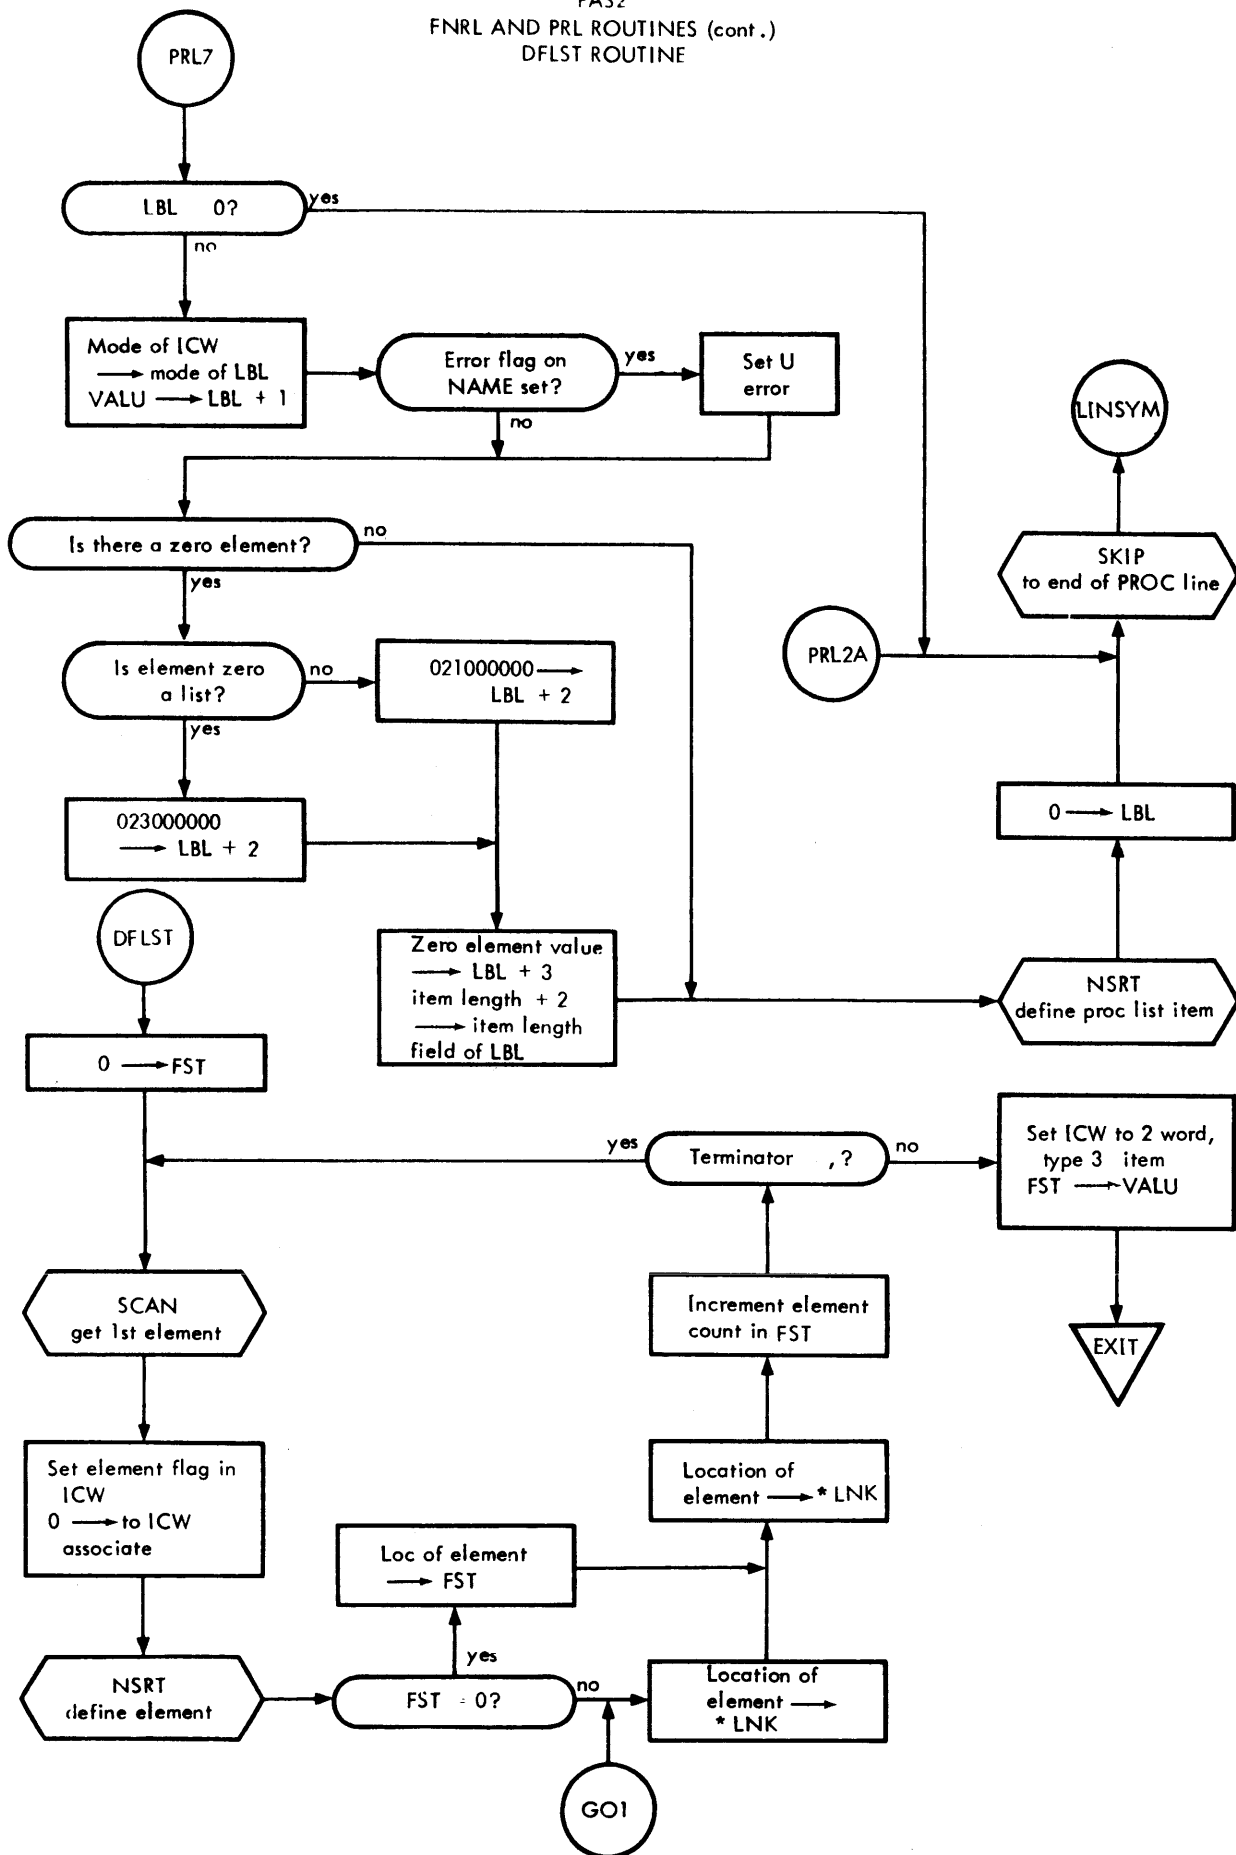 PAS2
FNRL AND PRL ROUTINES (cont.)
DFLST ROUTINE
PRL7
LBL 0?
yes
no
Mode of ICW
→ mode of LBL
VALU → LBL + 1
Error flag on
NAME set?
yes
no
Set U
error
LINSYM
Is there a zero element?
no
yes
SKIP
to end of PROC line
PRL2A
Is element zero
a list?
no
yes
021000000 →
LBL + 2
023000000
→ LBL + 2
0 → LBL
DFLST
Zero element value
→ LBL + 3
item length + 2
→ item length
field of LBL
NSRT
define proc list item
0 → FST
yes
Terminator ,?
no
Set ICW to 2 word,
type 3 item
FST → VALU
SCAN
get 1st element
Increment element
count in FST
EXIT
Set element flag in
ICW
0 → to ICW
associate
Location of
element → * LNK
Loc of element
→ FST
yes
NSRT
define element
FST = 0?
no
Location of
element →
* LNK
GO1